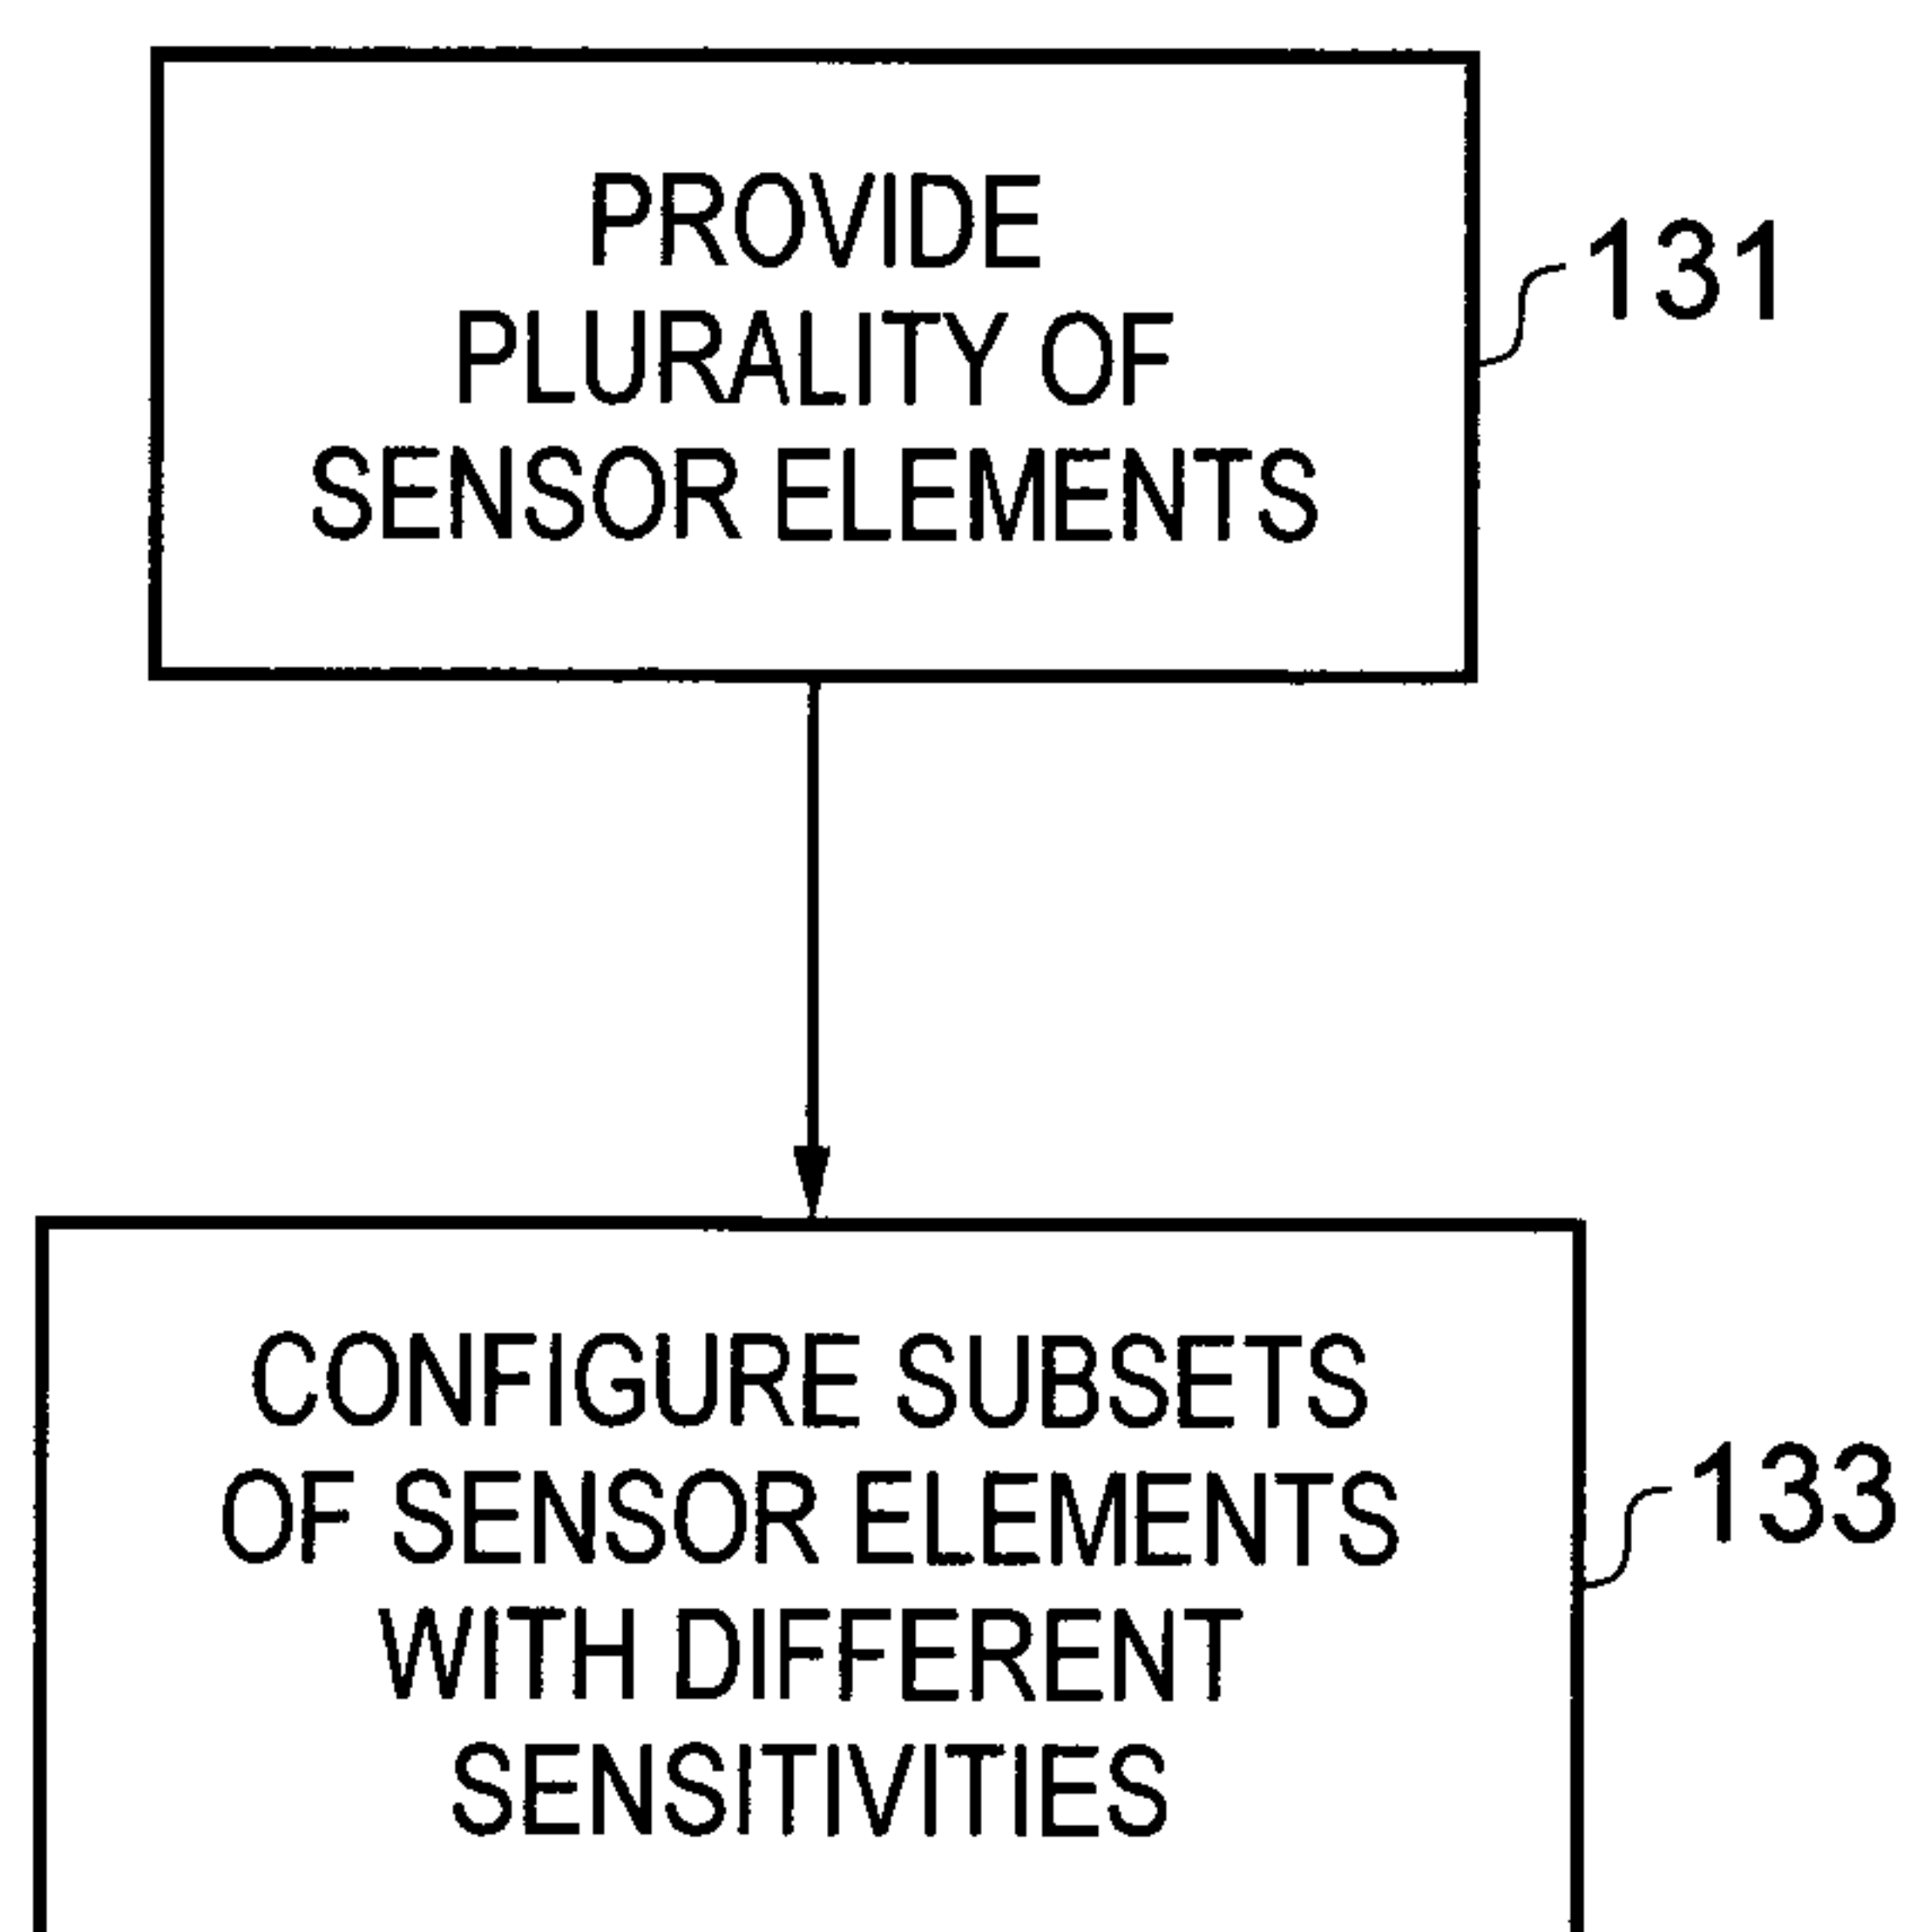 PROVIDE
PLURALITY OF
SENSOR ELEMENTS
131
CONFIGURE SUBSETS
OF SENSOR ELEMENTS
WITH DIFFERENT
SENSITIVITIES
133